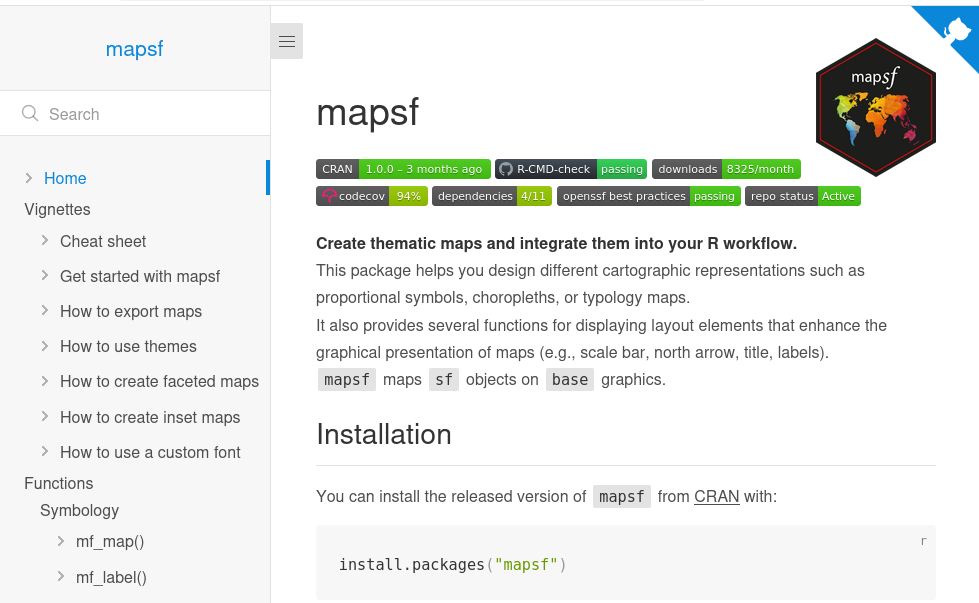 mapsf
Search
Home
Vignettes
Cheat sheet
Get started with mapsf
How to export maps
How to use themes
How to create faceted maps
How to create inset maps
How to use a custom font
Functions
Symbology
mf_map()
mf_label()
mapsf
mapsf
CRAN 1.0.0 – 3 months ago R-CMD-check passing downloads 8325/month
codecov 94% dependencies 4/11 openssf best practices passing repo status Active
Create thematic maps and integrate them into your R workflow.
This package helps you design different cartographic representations such as
proportional symbols, choropleths, or typology maps.
It also provides several functions for displaying layout elements that enhance the
graphical presentation of maps (e.g., scale bar, north arrow, title, labels).
mapsf maps sf objects on base graphics.
Installation
You can install the released version of mapsf from CRAN with:
r
install.packages("mapsf")